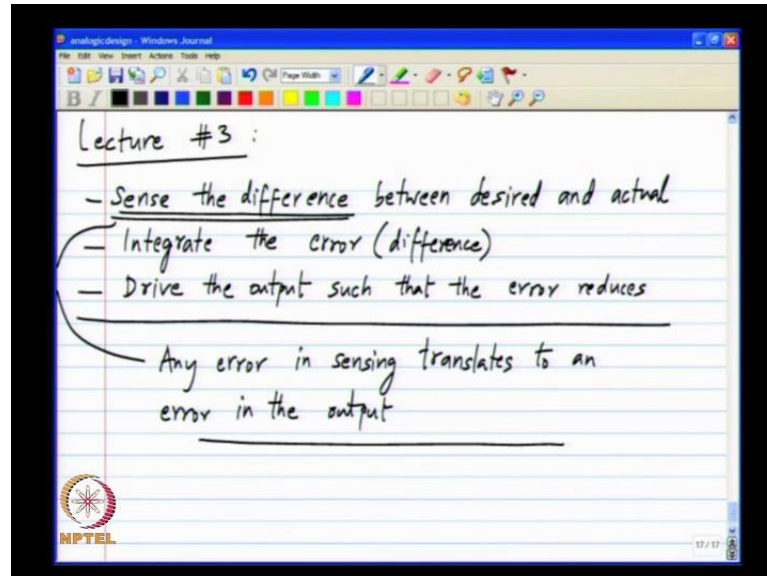 analogicdesign - Windows Journal
File Edit View Insert Actions Tools Help
Page Width
B I
Lecture #3 :
- Sense the difference between desired and actual
- Integrate the error (difference)
- Drive the output such that the error reduces
Any error in sensing translates to an
error in the output
NPTEL
17 / 17